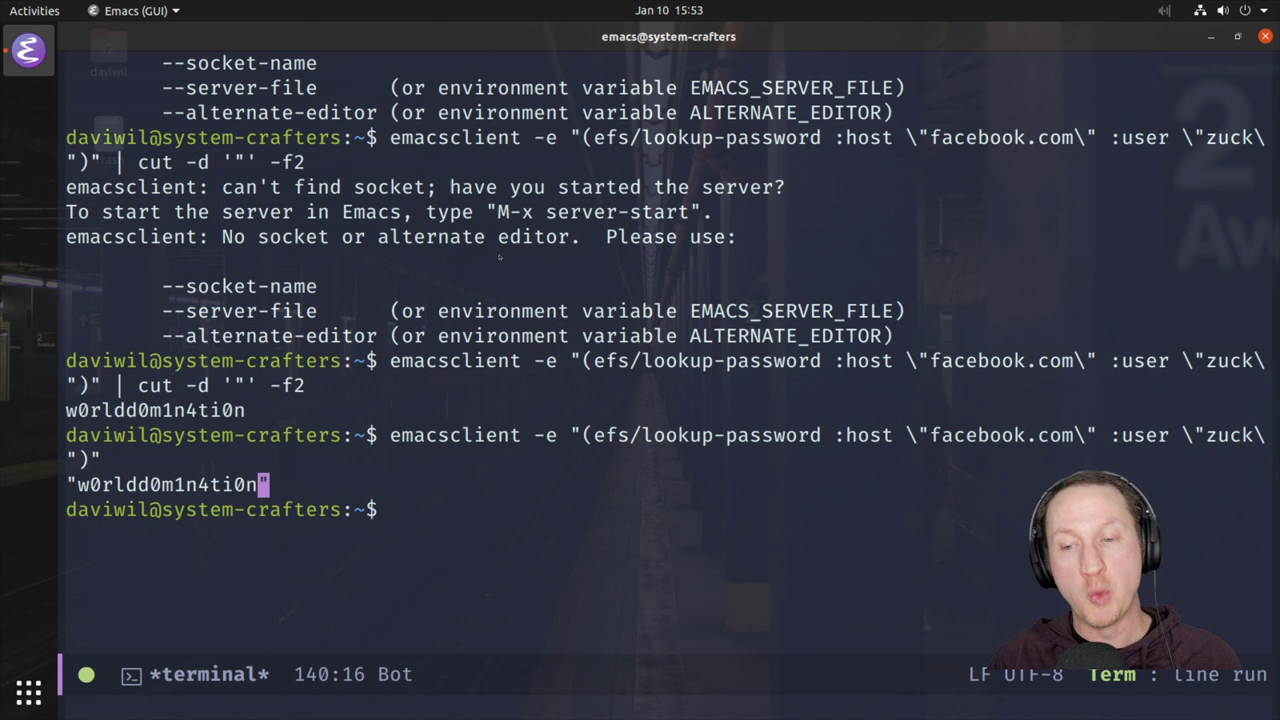 Activities
Emacs (GUI)
Jan 10 15:53
emacs@system-crafters
daviwil
--socket-name
--server-file (or environment variable EMACS_SERVER_FILE)
--alternate-editor (or environment variable ALTERNATE_EDITOR)
daviwil@system-crafters:~$ emacsclient -e "(efs/lookup-password :host \"facebook.com\" :user \"zuck\
")" | cut -d '"' -f2
emacsclient: can't find socket; have you started the server?
To start the server in Emacs, type "M-x server-start".
emacsclient: No socket or alternate editor.  Please use:
--socket-name
--server-file (or environment variable EMACS_SERVER_FILE)
--alternate-editor (or environment variable ALTERNATE_EDITOR)
daviwil@system-crafters:~$ emacsclient -e "(efs/lookup-password :host \"facebook.com\" :user \"zuck\
")" | cut -d '"' -f2
w0rldd0m1n4ti0n
daviwil@system-crafters:~$ emacsclient -e "(efs/lookup-password :host \"facebook.com\" :user \"zuck\
")"
"w0rldd0m1n4ti0n"
daviwil@system-crafters:~$
2
Av
*terminal* 140:16 Bot
LF UTF-8 Term : line run